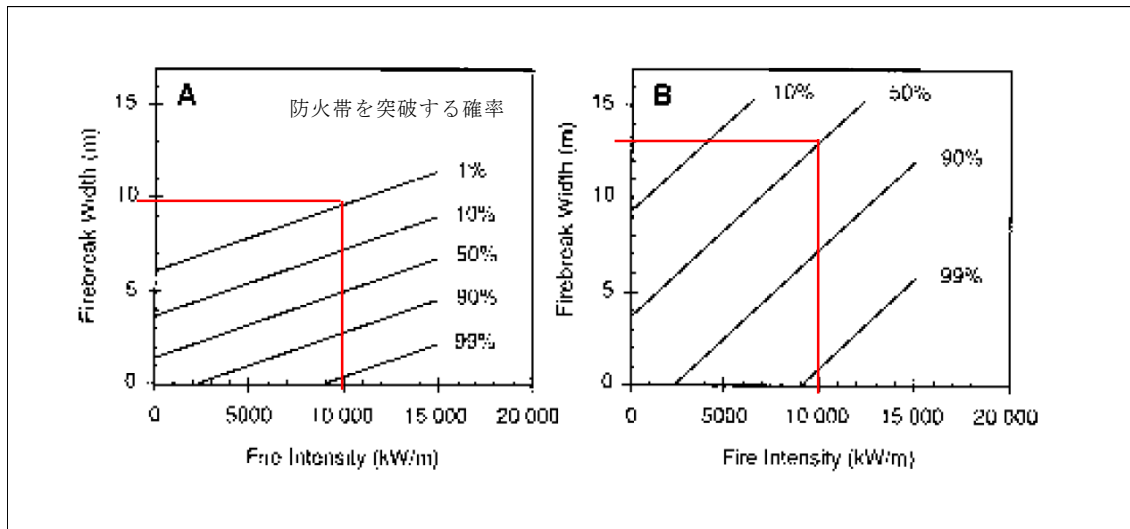 A
防火帯を突破する確率
15
10
5
0
1%
10%
50%
90%
99%
0 5000 10 000 15 000 20 000
Firebreak Width (m)
Fire Intensity (kW/m)
B
15
10
5
0
10%
50%
90%
99%
0 5000 10 000 15 000 20 000
Firebreak Width (m)
Fire Intensity (kW/m)